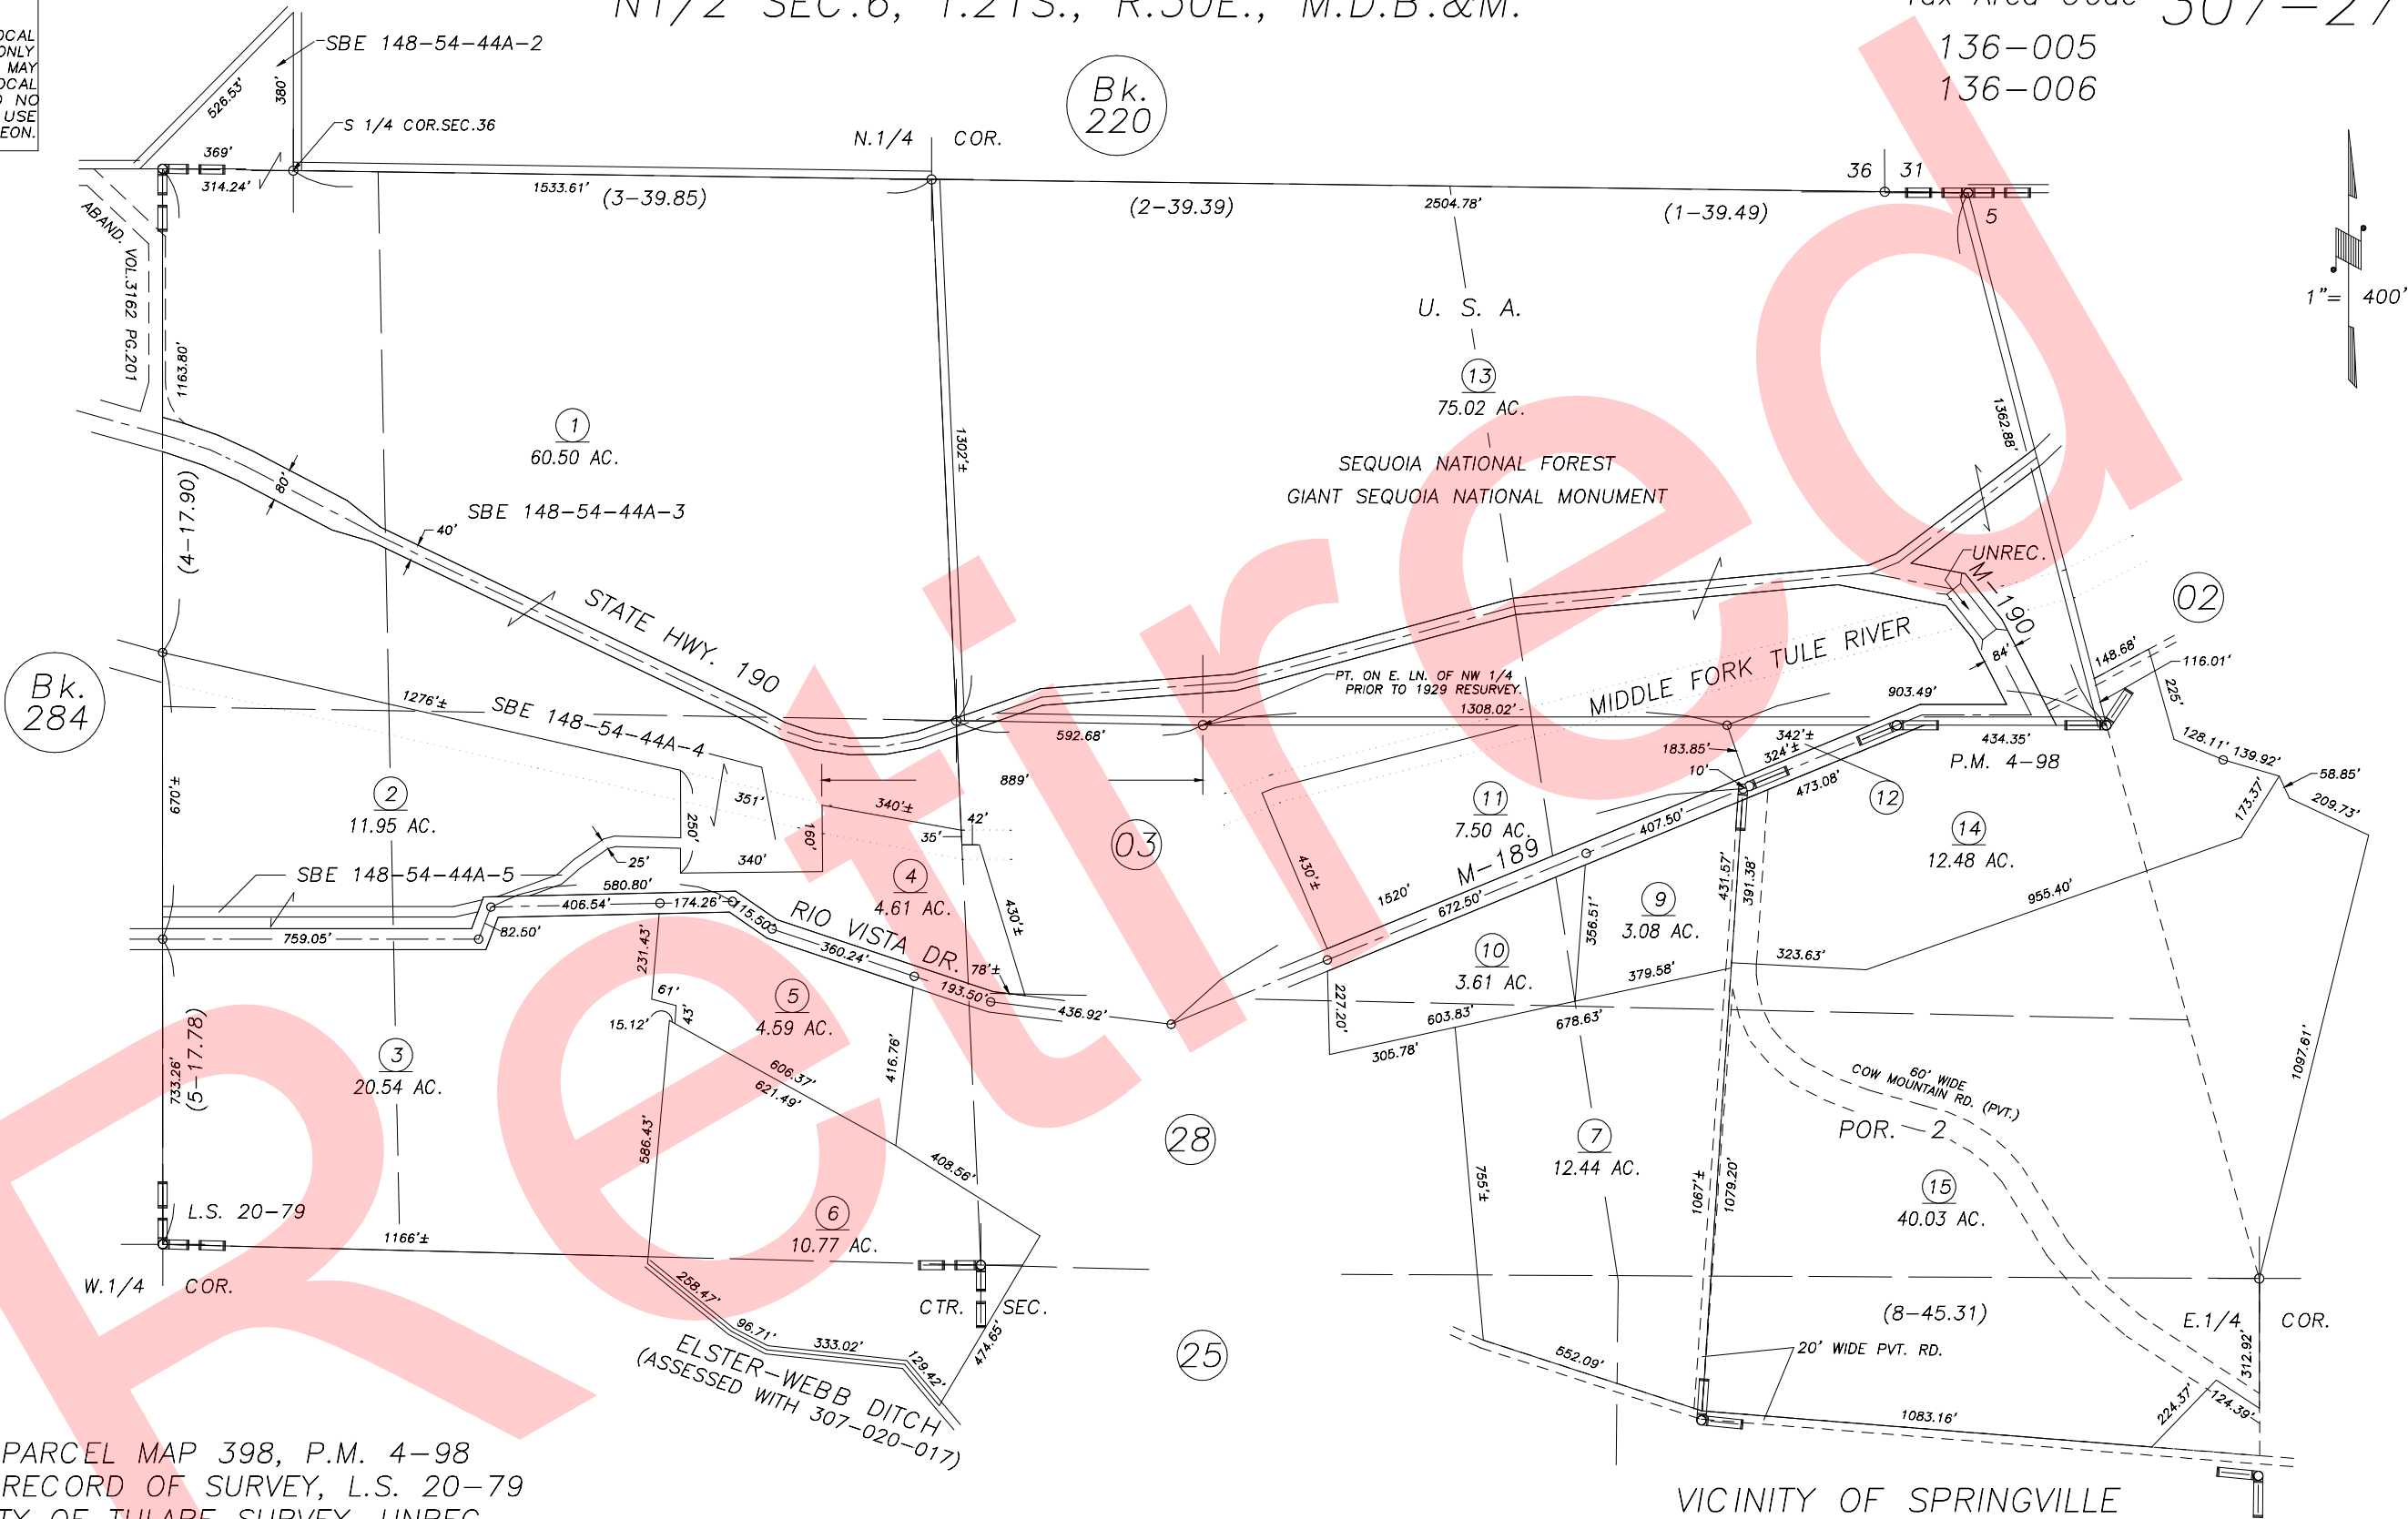 N1/2 SEC.6, T.21S., R.30E., M.D.B.&M.
Tax Area Code 307-27
136-005
136-006
OCAL
ONLY
MAY
OCAL
NO
USE
EON.
SBE 148-54-44A-2
526.53'
380'
S 1/4 COR.SEC.36
369'
314.24'
1533.61'
(3-39.85)
N.1/4 COR.
Bk.
220
(2-39.39)
2504.78'
(1-39.49)
36 31
5
1"= 400'
ABAND. VOL.3162 PG.201
1163.80'
U. S. A.
13
75.02 AC.
SEQUOIA NATIONAL FOREST
GIANT SEQUOIA NATIONAL MONUMENT
1362.88'
1
60.50 AC.
1302'±
80'
SBE 148-54-44A-3
40'
(4-17.90)
STATE HWY. 190
UNREC.
M-190
02
84'
148.68'
116.01'
225'
MIDDLE FORK TULE RIVER
PT. ON E. LN. OF NW 1/4
PRIOR TO 1929 RESURVEY.
1308.02'
903.49'
592.68'
889'
Bk.
284
1276'±
SBE 148-54-44A-4
670'±
2
11.95 AC.
351'
250'
340'±
160'
340'
42'
35'
03
183.85'
342'±
324'±
10'
473.08'
434.35'
P.M. 4-98
128.11'
139.92'
58.85'
209.73'
173.37'
12
14
12.48 AC.
955.40'
11
7.50 AC.
407.50'
M-189
1520'
672.50'
430'±
SBE 148-54-44A-5
25'
580.80'
406.54'
174.26'
115.50'
82.50'
759.05'
4
4.61 AC.
430'±
RIO VISTA DR.
360.24'
78'±
193.50'
436.92'
231.43'
61'
43'
15.12'
5
4.59 AC.
416.76'
606.37'
621.49'
408.56'
586.43'
9
3.08 AC.
356.51'
431.57'
391.38'
10
3.61 AC.
379.58'
323.63'
227.20'
603.83'
678.63'
305.78'
3
20.54 AC.
733.26'
(5-17.78)
28
755'±
7
12.44 AC.
1067'±
1079.20'
60' WIDE
COW MOUNTAIN RD. (PVT.)
POR. 2
15
40.03 AC.
1097.61'
L.S. 20-79
1166'±
6
10.77 AC.
W.1/4 COR.
CTR. SEC.
474.65'
258.47'
96.71'
333.02'
129.42'
ELSTER-WEBB DITCH
(ASSESSED WITH 307-020-017)
25
(8-45.31)
E.1/4 COR.
312.92'
20' WIDE PVT. RD.
552.09'
1083.16'
224.37'
124.39'
PARCEL MAP 398, P.M. 4-98
RECORD OF SURVEY, L.S. 20-79
TY OF TULARE SURVEY, UNREC.
VICINITY OF SPRINGVILLE
Retired